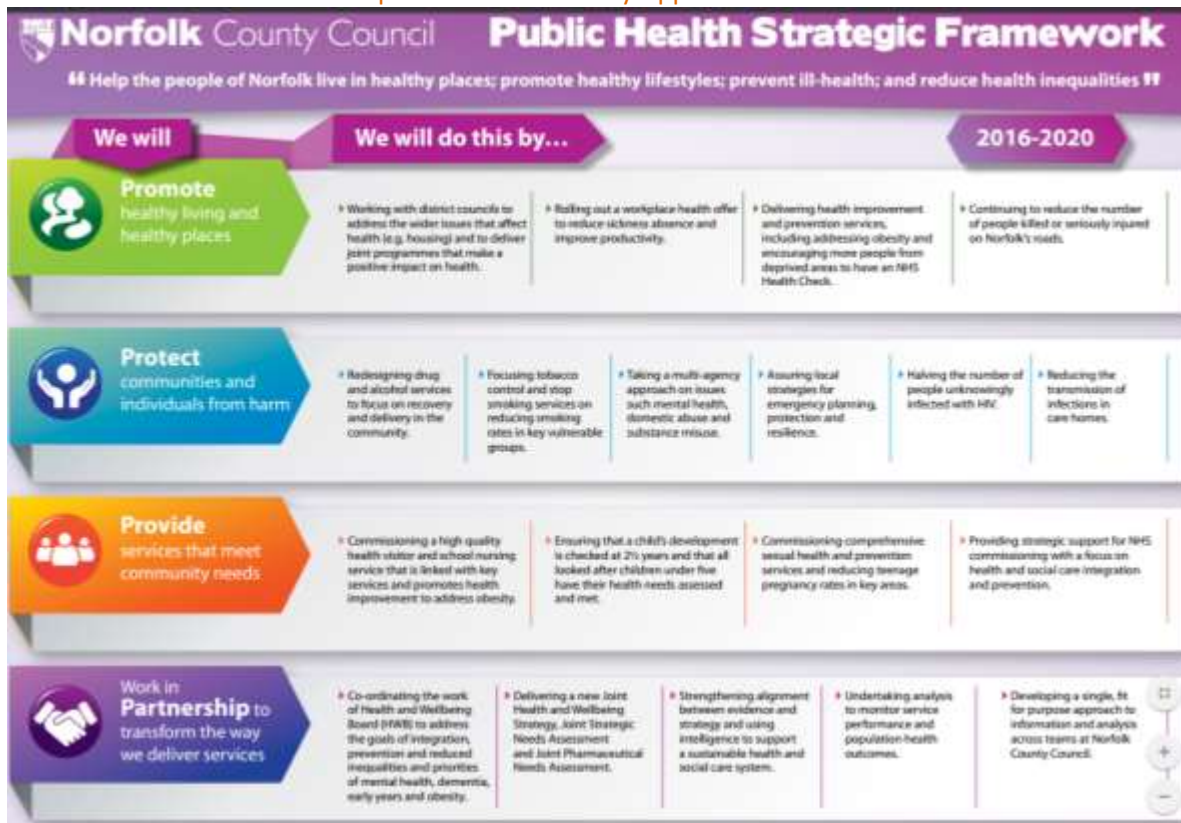 Norfolk County Council
Public Health Strategic Framework
“ Help the people of Norfolk live in healthy places; promote healthy lifestyles; prevent ill-health; and reduce health inequalities ”
We will
We will do this by...
2016-2020
Promote
healthy living and
healthy places
Working with district councils to
address the wider issues that affect
health (e.g. housing) and to deliver
joint programmes that make a
positive impact on health.
Rolling out a workplace health offer
to reduce sickness absence and
improve productivity.
Delivering health improvement
and prevention services,
including addressing obesity and
encouraging more people from
deprived areas to have an NHS
Health Check.
Continuing to reduce the number
of people killed or seriously injured
on Norfolk's roads.
Protect
communities and
individuals from harm
Redesigning drug
and alcohol services
to focus on recovery
and delivery in the
community.
Focusing tobacco
control and stop
smoking services on
reducing smoking
rates in key vulnerable
groups.
Taking a multi-agency
approach on issues
such mental health,
domestic abuse and
substance misuse.
Assuring local
strategies for
emergency planning,
protection and
resilience.
Halving the number of
people unknowingly
infected with HIV.
Reducing the
transmission of
infections in
care homes.
Provide
services that meet
community needs
Commissioning a high quality
health visitor and school nursing
service that is linked with key
services and promotes health
improvement to address obesity.
Ensuring that a child's development
is checked at 2½ years and that all
looked after children under five
have their health needs assessed
and met.
Commissioning comprehensive
sexual health and prevention
services and reducing teenage
pregnancy rates in key areas.
Providing strategic support for NHS
commissioning with a focus on
health and social care integration
and prevention.
Work in
Partnership to
transform the way
we deliver services
Co-ordinating the work
of Health and Wellbeing
Board (HWB) to address
the goals of integration,
prevention and reduced
inequalities and priorities
of mental health, dementia,
early years and obesity.
Delivering a new Joint
Health and Wellbeing
Strategy, Joint Strategic
Needs Assessment
and Joint Pharmaceutical
Needs Assessment.
Strengthening alignment
between evidence and
strategy and using
intelligence to support
a sustainable health and
social care system.
Undertaking analysis
to monitor service
performance and
population health
outcomes.
Developing a single, fit
for purpose approach to
information and analysis
across teams at Norfolk
County Council.